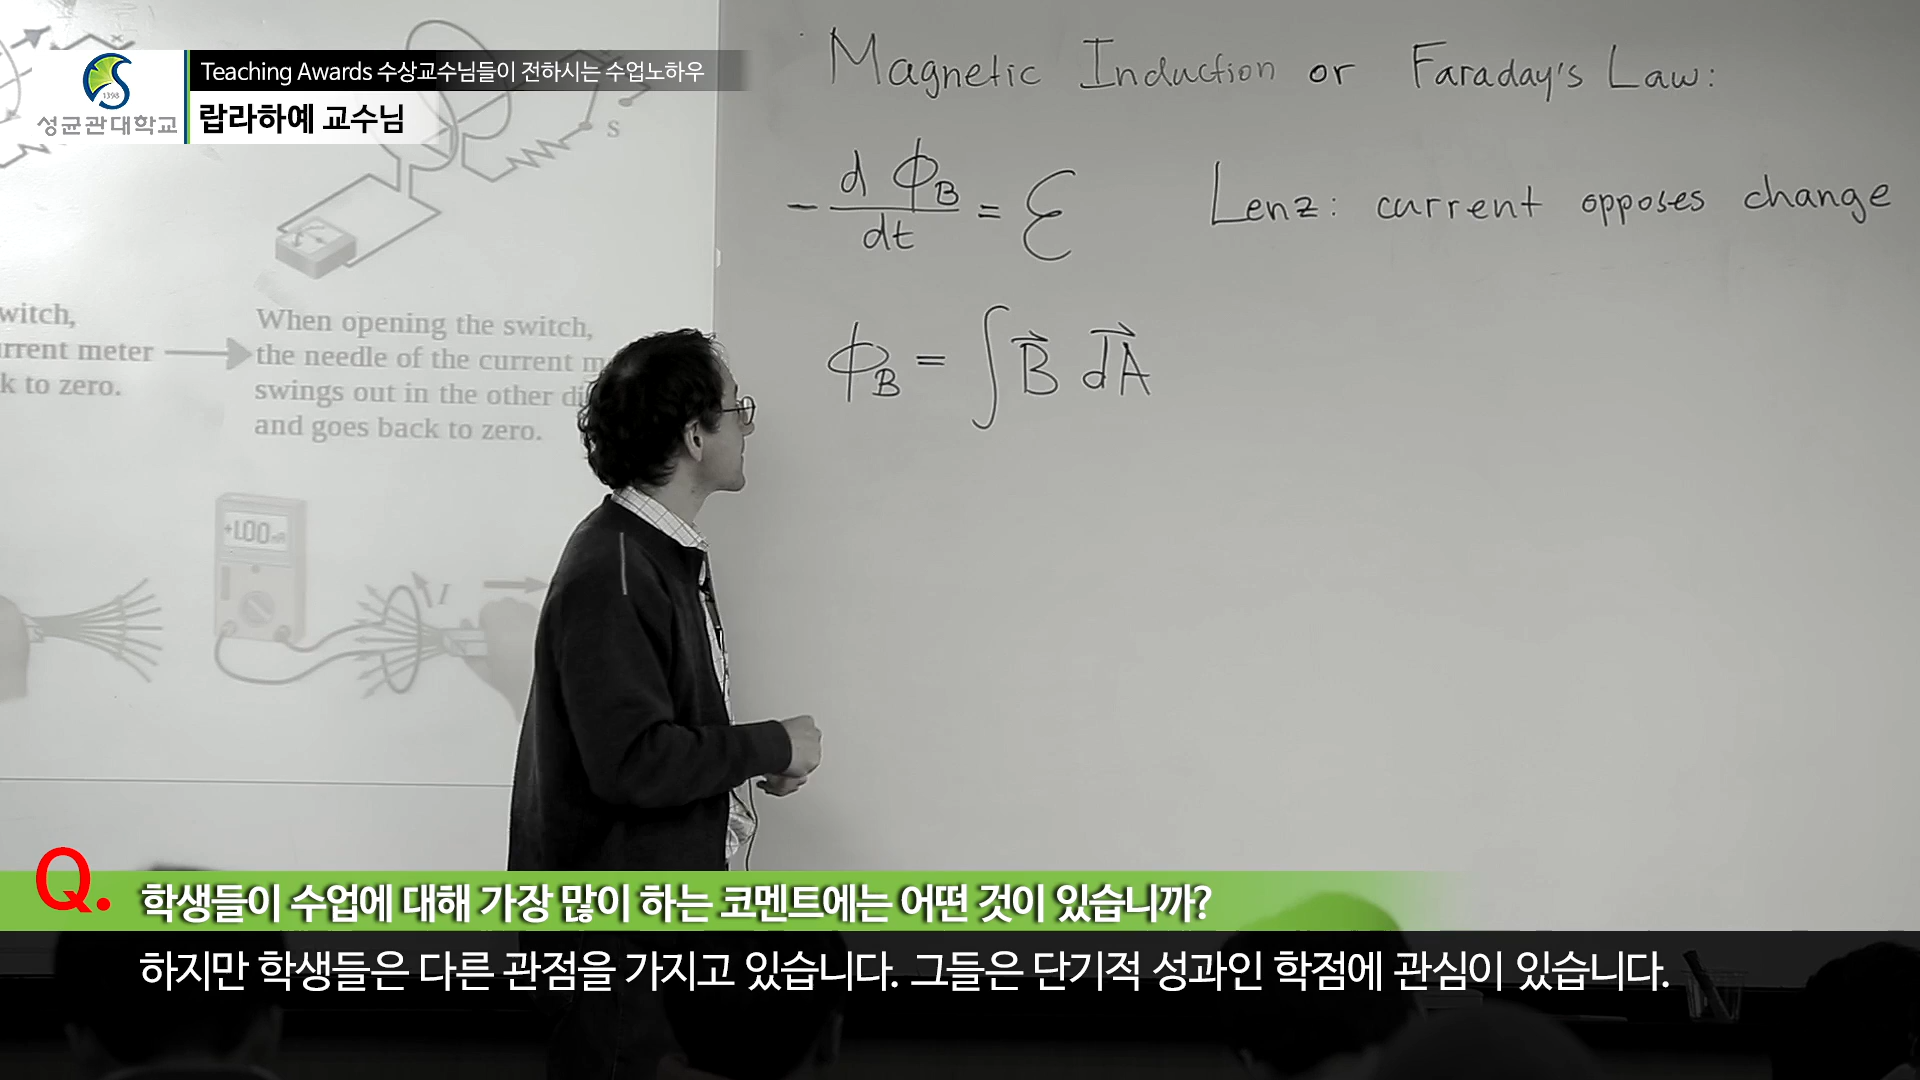 Teaching Awards 수상교수님들이 전하시는 수업노하우
랍라하예 교수님
1398
성균관대학교
S
S
Magnetic Induction or Faraday's Law:
- d ϕB / dt = ℰ
Lenz: current opposes change
ϕB = ∫ B⃗ dA⃗
witch,
rrent meter
k to zero.
When opening the switch,
the needle of the current m
swings out in the other di
and goes back to zero.
+1.00
I
Q. 학생들이 수업에 대해 가장 많이 하는 코멘트에는 어떤 것이 있습니까?
하지만 학생들은 다른 관점을 가지고 있습니다. 그들은 단기적 성과인 학점에 관심이 있습니다.